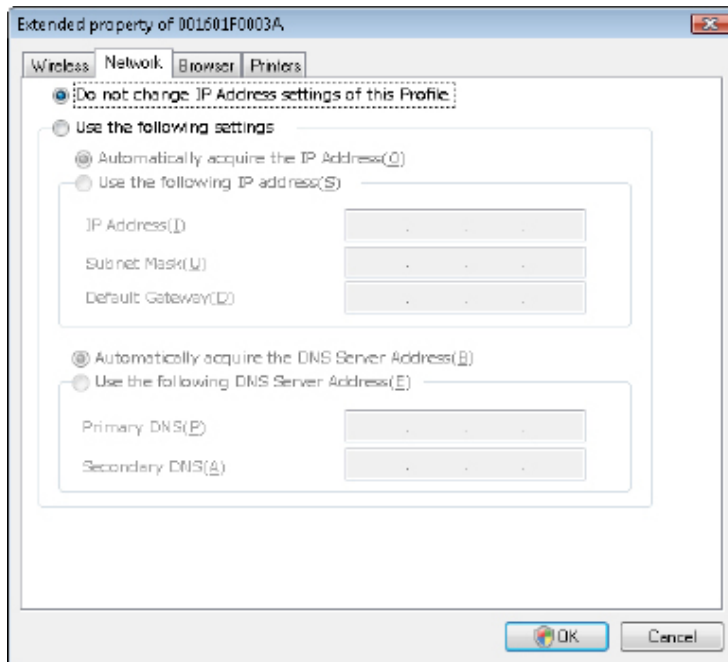 Extended property of 001601F0003A
Wireless Network Browser Printers
Do not change IP Address settings of this Profile
Use the following settings
Automatically acquire the IP Address(O)
Use the following IP address(S)
IP Address(I)
Subnet Mask(U)
Default Gateway(D)
Automatically acquire the DNS Server Address(B)
Use the following DNS Server Address(E)
Primary DNS(P)
Secondary DNS(A)
OK Cancel